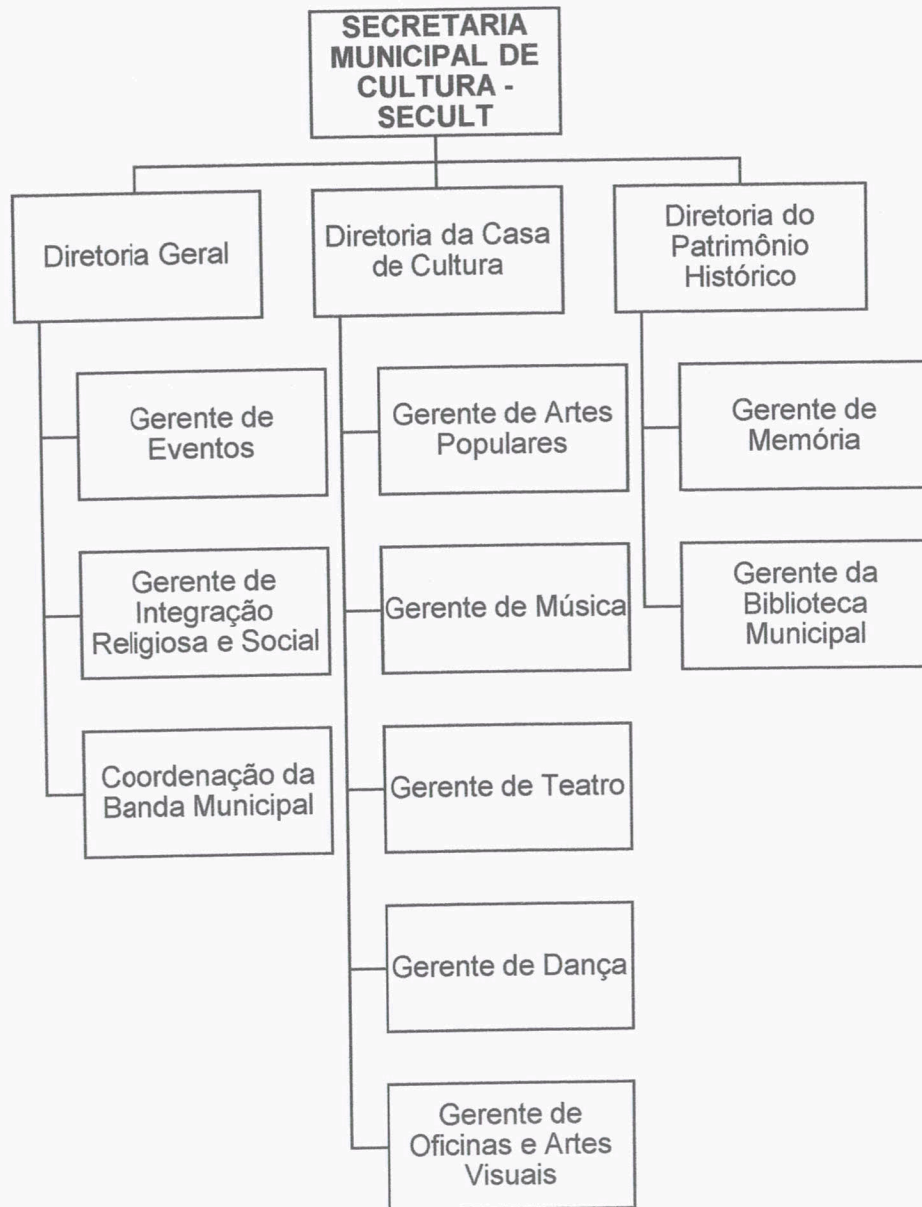 SECRETARIA
MUNICIPAL DE
CULTURA -
SECULT
Diretoria Geral
Diretoria da Casa
de Cultura
Diretoria do
Patrimônio
Histórico
Gerente de
Eventos
Gerente de
Integração
Religiosa e Social
Coordenação da
Banda Municipal
Gerente de Artes
Populares
Gerente de Música
Gerente de Teatro
Gerente de Dança
Gerente de
Oficinas e Artes
Visuais
Gerente de
Memória
Gerente da
Biblioteca
Municipal